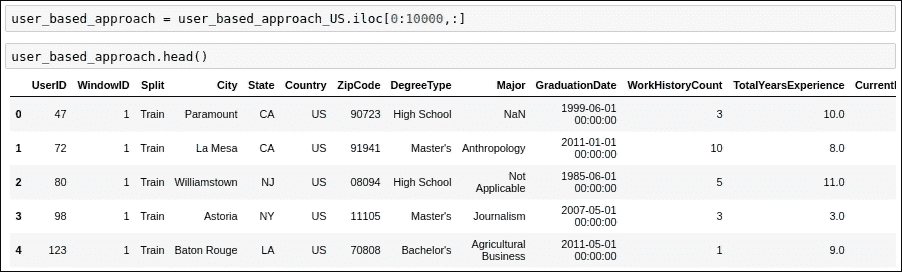 user_based_approach = user_based_approach_US.iloc[0:10000,:]
user_based_approach.head()
UserID WindowID Split City State Country ZipCode DegreeType Major GraduationDate WorkHistoryCount TotalYearsExperience Currentl
0 47 1 Train Paramount CA US 90723 High School NaN 1999-06-01 00:00:00 3 10.0
1 72 1 Train La Mesa CA US 91941 Master's Anthropology 2011-01-01 00:00:00 10 8.0
2 80 1 Train Williamstown NJ US 08094 High School Not Applicable 1985-06-01 00:00:00 5 11.0
3 98 1 Train Astoria NY US 11105 Master's Journalism 2007-05-01 00:00:00 3 3.0
4 123 1 Train Baton Rouge LA US 70808 Bachelor's Agricultural Business 2011-05-01 00:00:00 1 9.0